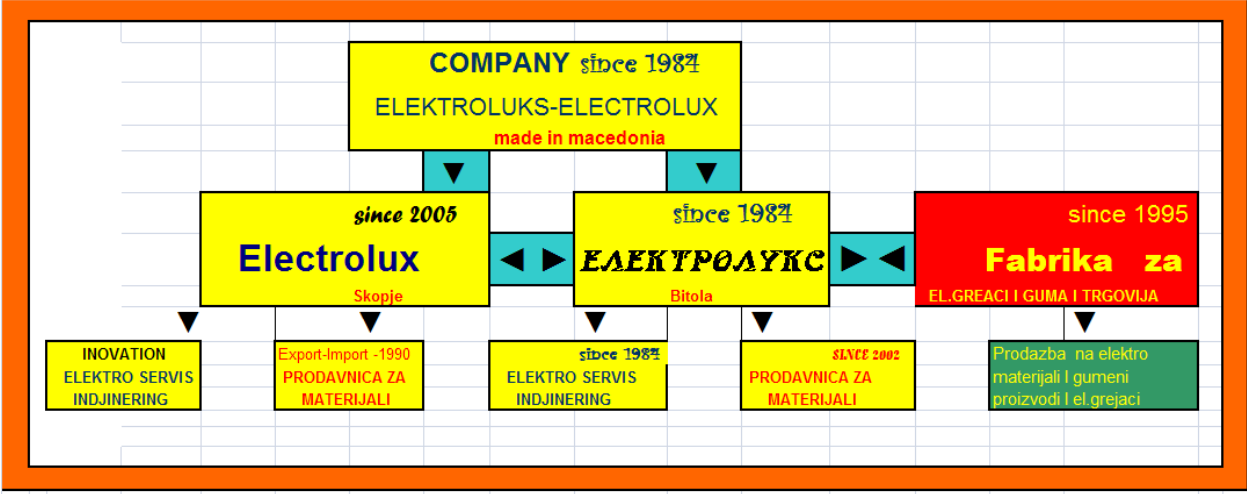 COMPANY since 1984
ELEKTROLUKS-ELECTROLUX
made in macedonia
since 2005
Electrolux
Skopje
since 1984
ЕЛЕКТРОЛУКС
Bitola
since 1995
Fabrika za
EL.GREACI I GUMA I TRGOVIJA
INOVATION
ELEKTRO SERVIS
INDJINERING
Export-Import -1990
PRODAVNICA ZA
MATERIJALI
since 1984
ELEKTRO SERVIS
INDJINERING
SINCE 2002
PRODAVNICA ZA
MATERIJALI
Prodazba na elektro
materijali I gumeni
proizvodi I el.grejaci